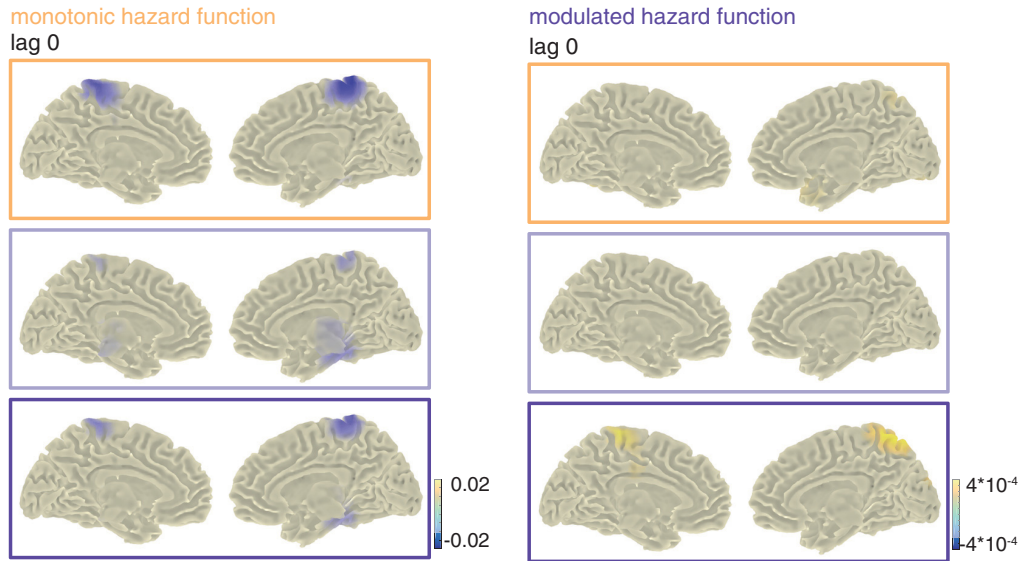 monotonic hazard function
lag 0
0.02
-0.02
modulated hazard function
lag 0
4*10⁻⁴
-4*10⁻⁴